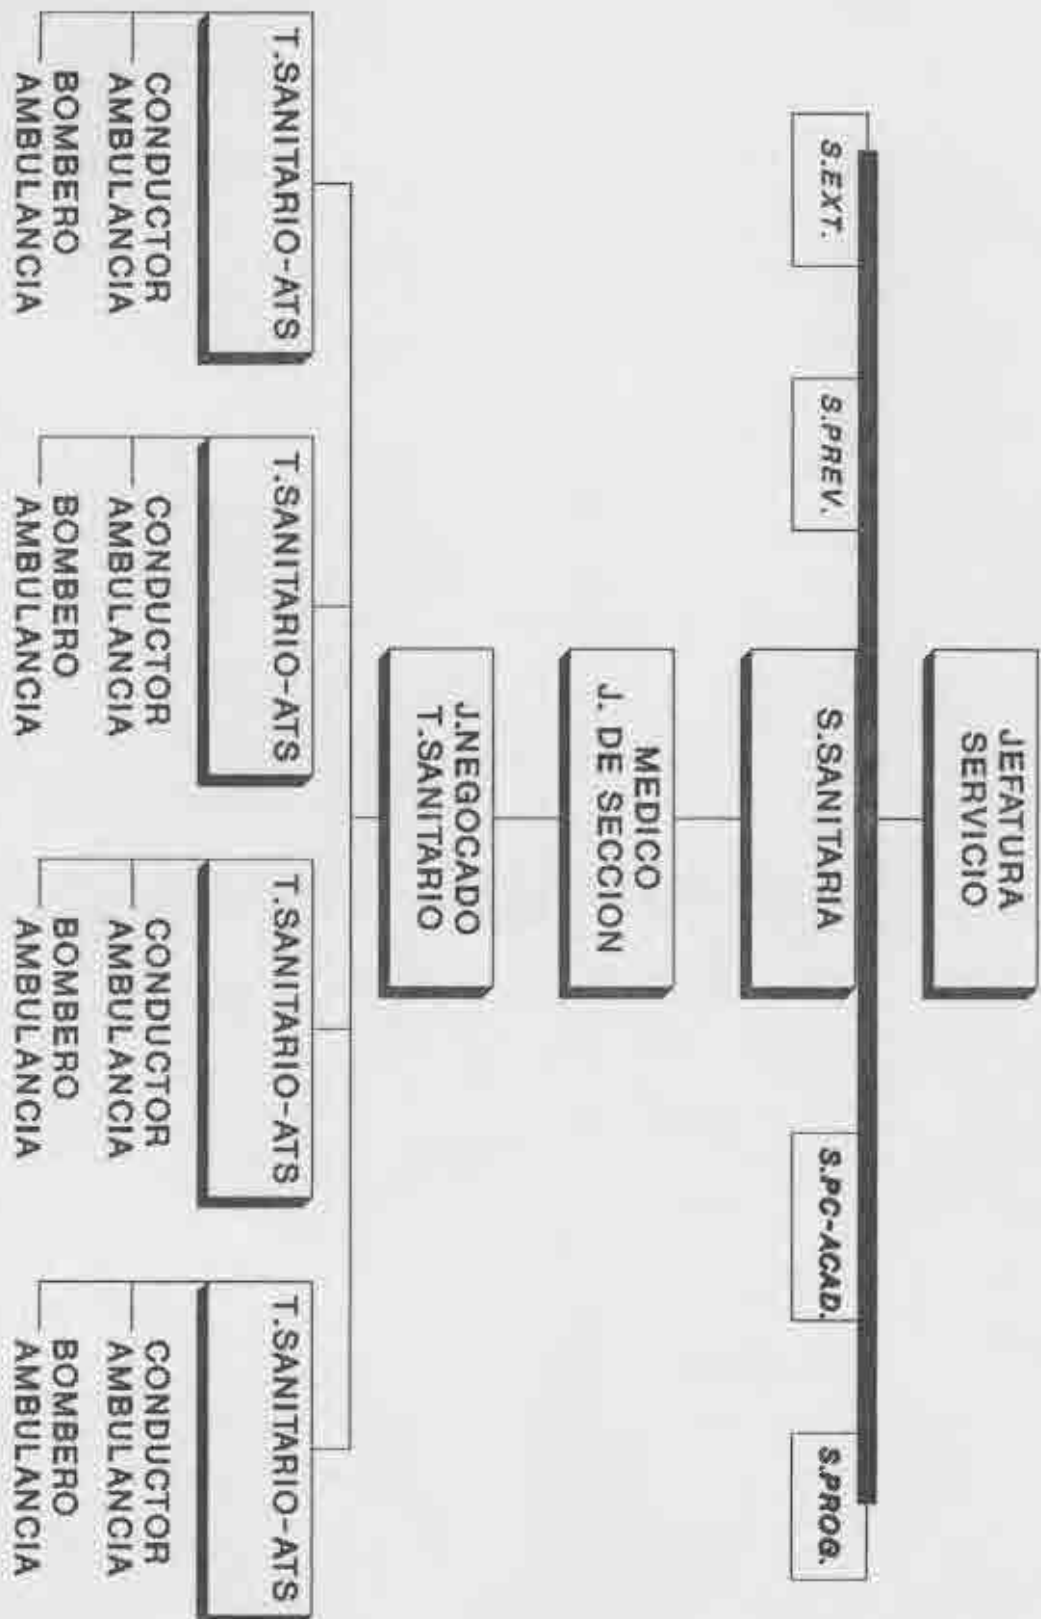 JEFATURA
SERVICIO
S.EXT.
S.PREV.
S.SANITARIA
S.PC-ACAD.
S.PROG.
MEDICO
J. DE SECCION
J.NEGOCADO
T.SANITARIO
T.SANITARIO-ATS
CONDUCTOR
AMBULANCIA
BOMBERO
AMBULANCIA
T.SANITARIO-ATS
CONDUCTOR
AMBULANCIA
BOMBERO
AMBULANCIA
T.SANITARIO-ATS
CONDUCTOR
AMBULANCIA
BOMBERO
AMBULANCIA
T.SANITARIO-ATS
CONDUCTOR
AMBULANCIA
BOMBERO
AMBULANCIA